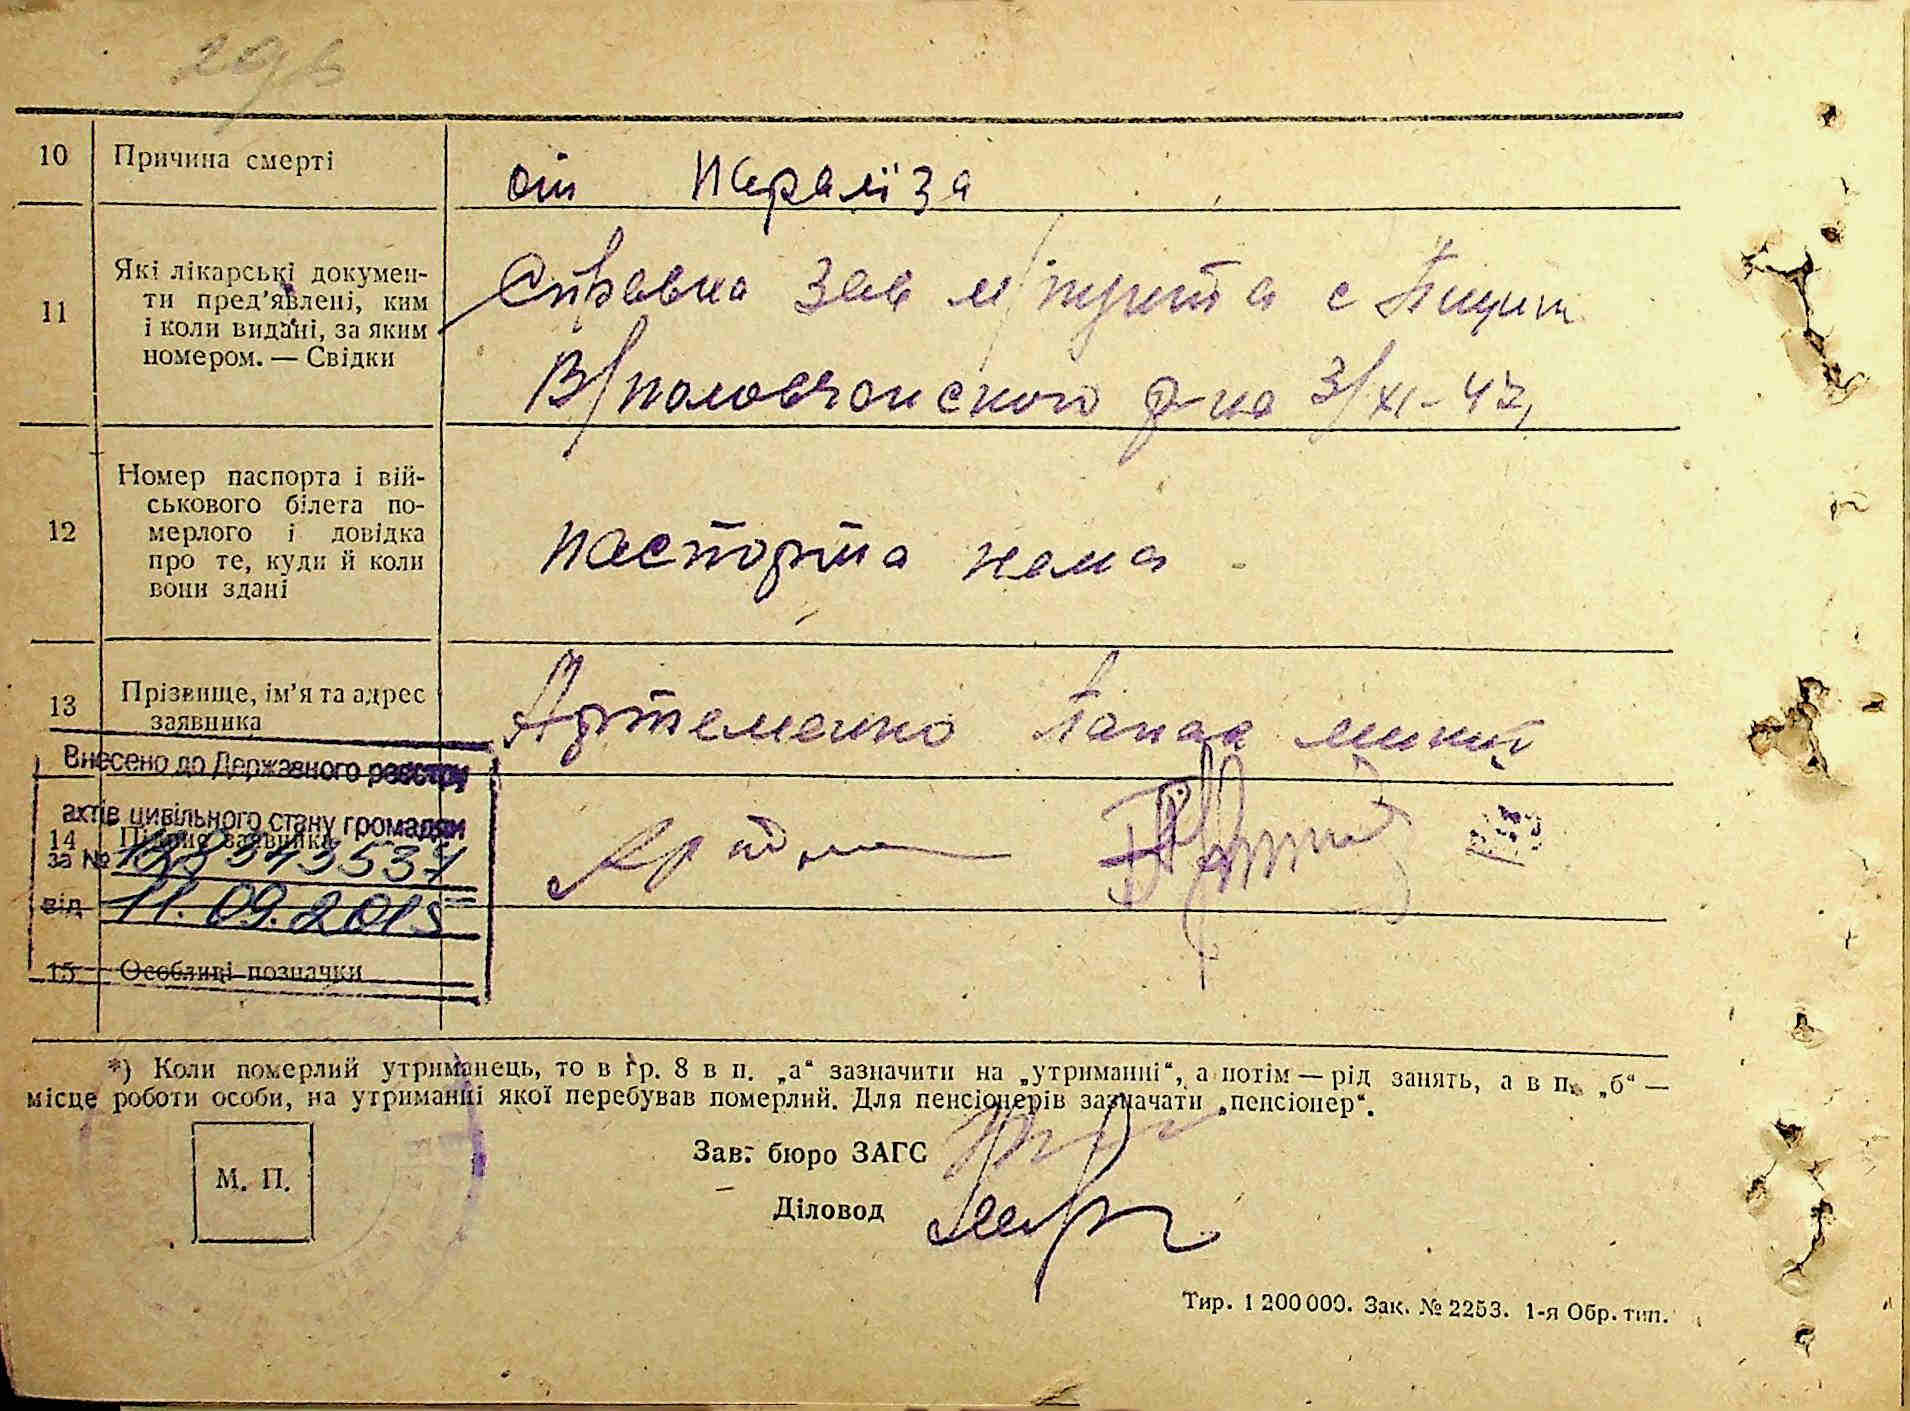 10 Причина смерті
от паралїза
11 Які лікарські докумен-
ти пред’явлені, ким
і коли видані, за яким
номером. — Свідки
Справка зав м/пункта с
В/половчанского р-на 3/XI-47
12 Номер паспорта і вій-
ськового білета по-
мерлого і довідка
про те, куди й коли
вони здані
паспорта нема
13 Прізвище, ім’я та адрес
заявника
Артеменко
Внесено до Державного реєстру
актів цивільного стану громадян
14 Підпис заявника
за №
від 11.09.2015
15 Особливі позначки
*) Коли померлий утриманець, то в гр. 8 в п. „а“ зазначити на „утриманні“, а потім — рід занять, а в п. „б“ —
місце роботи особи, на утриманні якої перебував померлий. Для пенсіонерів зазначати „пенсіонер“.
М. П.
Зав. бюро ЗАГС
Діловод
Тир. 1 200 000. Зак. № 2253. 1-я Обр. тип.